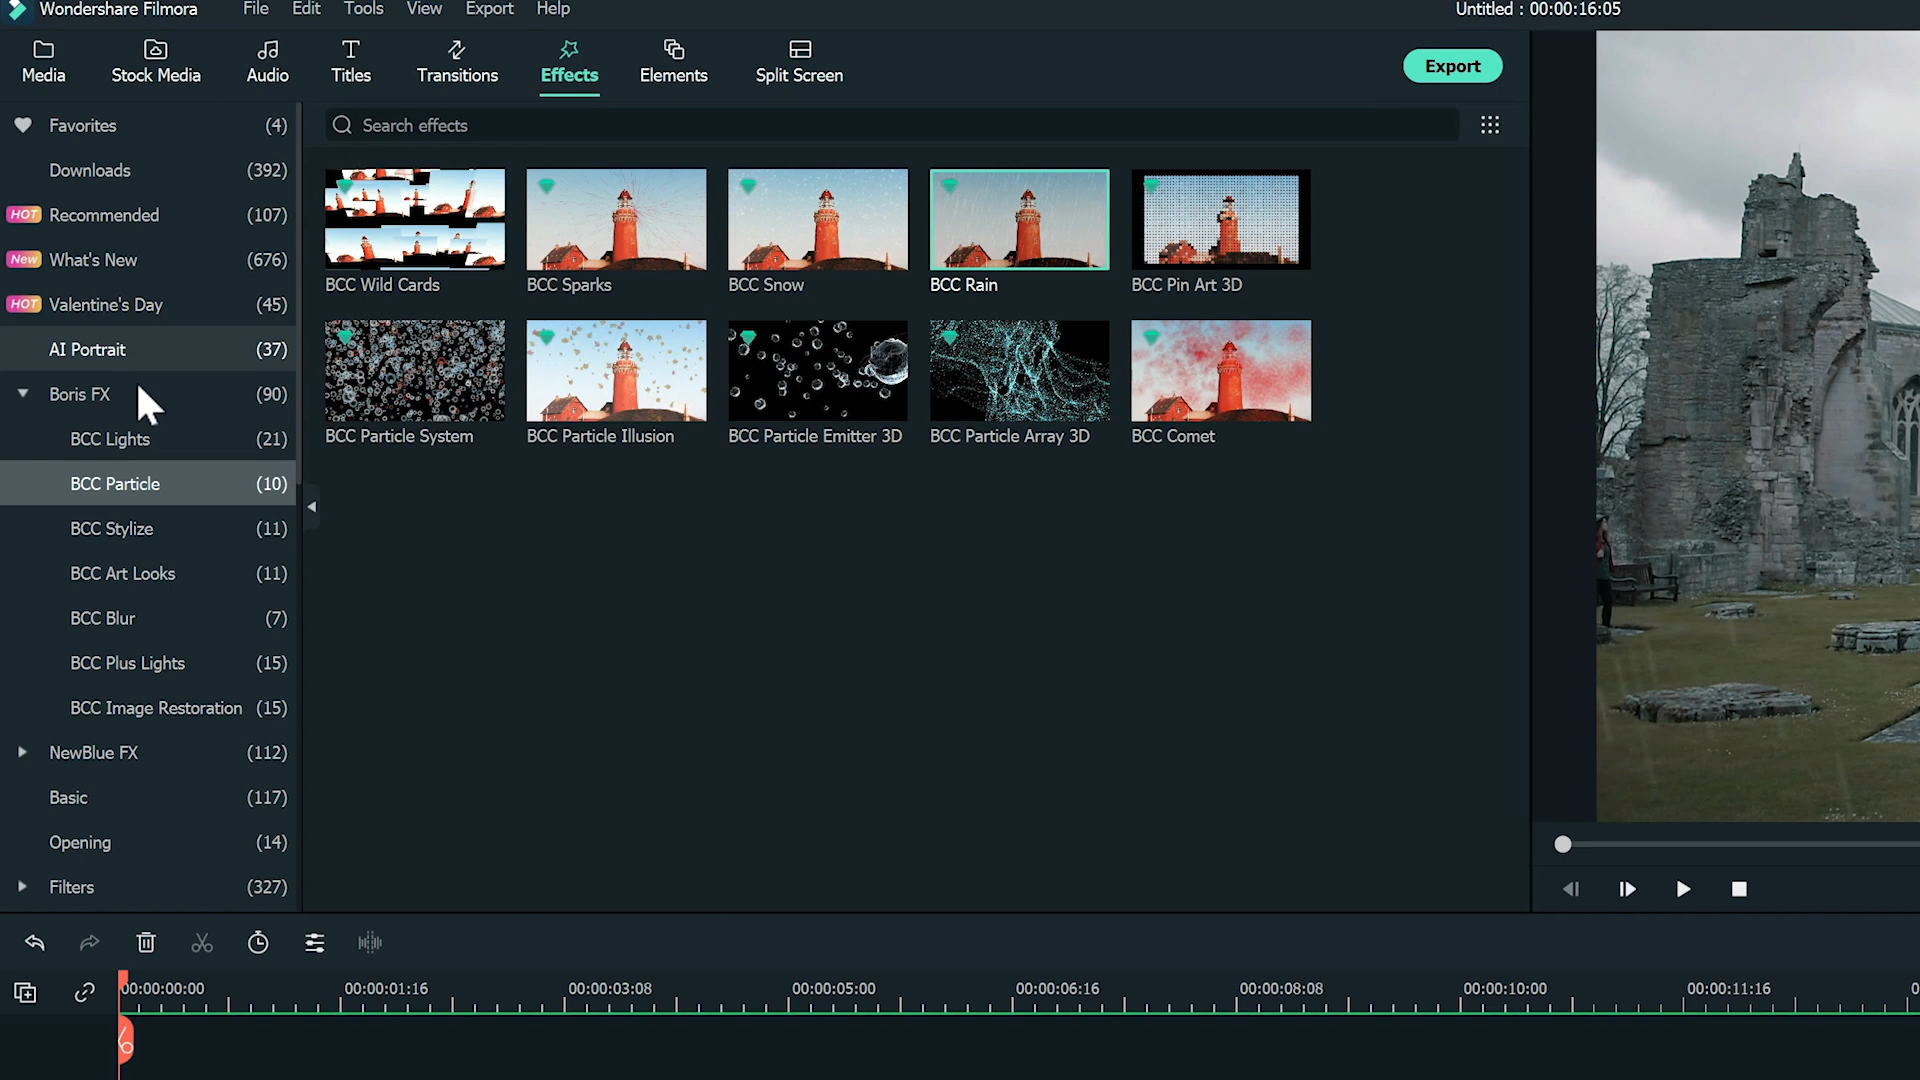 Wondershare Filmora File Edit Tools View Export Help Untitled : 00:00:16:05
Media Stock Media Audio Titles Transitions Effects Elements Split Screen Export
Search effects
Favorites (4)
Downloads (392)
HOT Recommended (107)
New What's New (676)
HOT Valentine's Day (45)
AI Portrait (37)
Boris FX (90)
BCC Lights (21)
BCC Particle (10)
BCC Stylize (11)
BCC Art Looks (11)
BCC Blur (7)
BCC Plus Lights (15)
BCC Image Restoration (15)
NewBlue FX (112)
Basic (117)
Opening (14)
Filters (327)
BCC Wild Cards BCC Sparks BCC Snow BCC Rain BCC Pin Art 3D
BCC Particle System BCC Particle Illusion BCC Particle Emitter 3D BCC Particle Array 3D BCC Comet
00:00:00:00 00:00:01:16 00:00:03:08 00:00:05:00 00:00:06:16 00:00:08:08 00:00:10:00 00:00:11:16